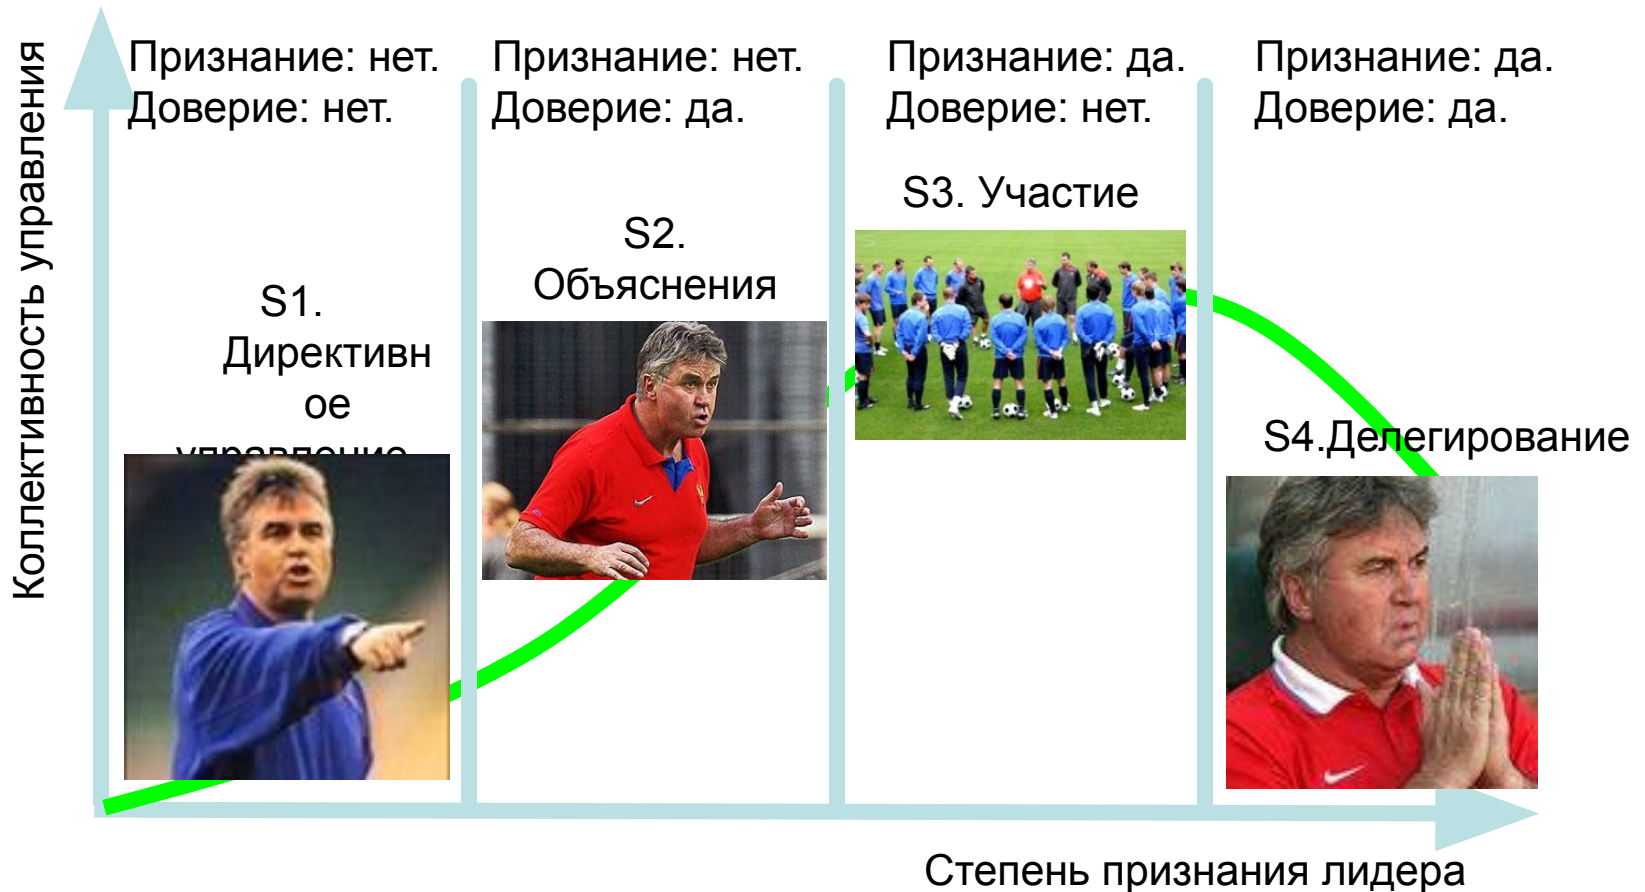 Коллективность управления
Признание: нет.
Доверие: нет.
Признание: нет.
Доверие: да.
Признание: да.
Доверие: нет.
Признание: да.
Доверие: да.
S1.
Директивн
ое
управление
S2.
Объяснения
S3. Участие
S4.Делегирование
Степень признания лидера